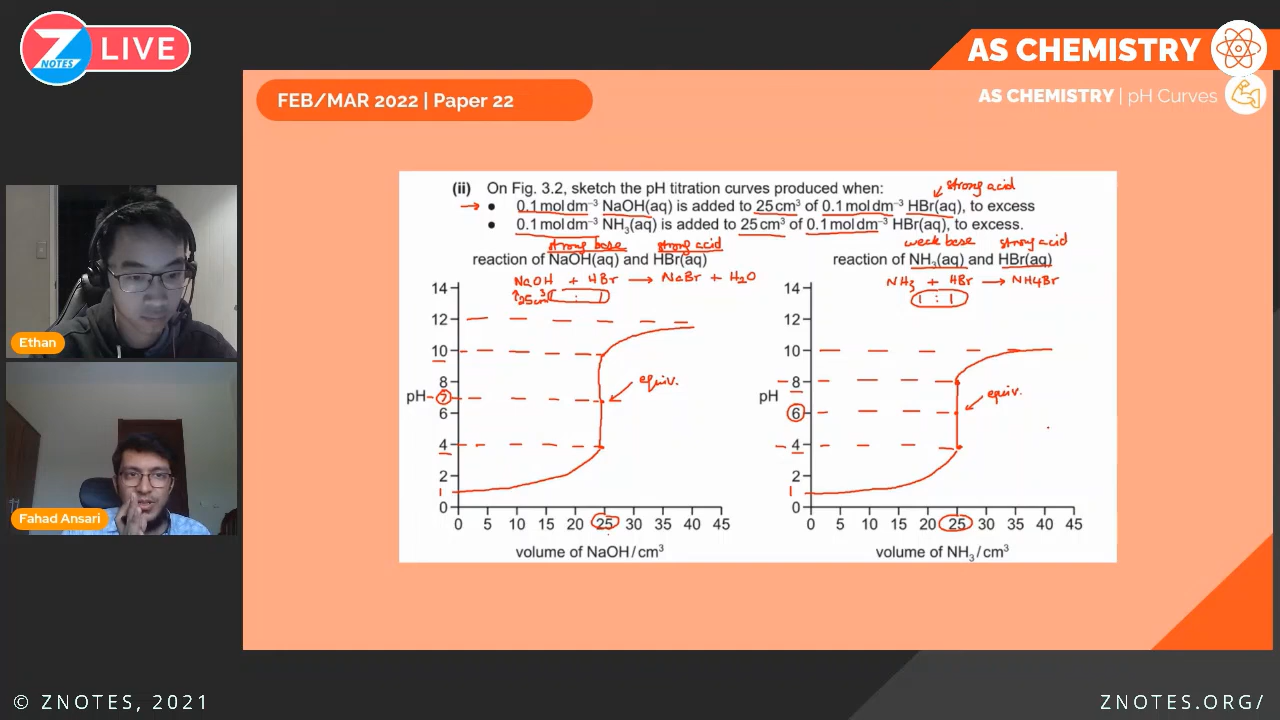 Z NOTES LIVE
AS CHEMISTRY
FEB/MAR 2022 | Paper 22
AS CHEMISTRY | pH Curves
strong acid
(ii) On Fig. 3.2, sketch the pH titration curves produced when:
→ • 0.1 mol dm⁻³ NaOH(aq) is added to 25 cm³ of 0.1 mol dm⁻³ HBr(aq), to excess
• 0.1 mol dm⁻³ NH₃(aq) is added to 25 cm³ of 0.1 mol dm⁻³ HBr(aq), to excess.
strong base strong acid
reaction of NaOH(aq) and HBr(aq)
NaOH + HBr → NaBr + H₂O
↑25cm³ 1 : 1
14
12
10
8
pH 7
6
4
2
1
0
0 5 10 15 20 25 30 35 40 45
volume of NaOH/cm³
equiv.
weak base strong acid
reaction of NH₃(aq) and HBr(aq)
NH₃ + HBr → NH₄Br
1 : 1
14
12
10
8
pH
6
4
2
1
0
0 5 10 15 20 25 30 35 40 45
volume of NH₃/cm³
equiv.
Ethan
Fahad Ansari
© ZNOTES, 2021
ZNOTES.ORG/